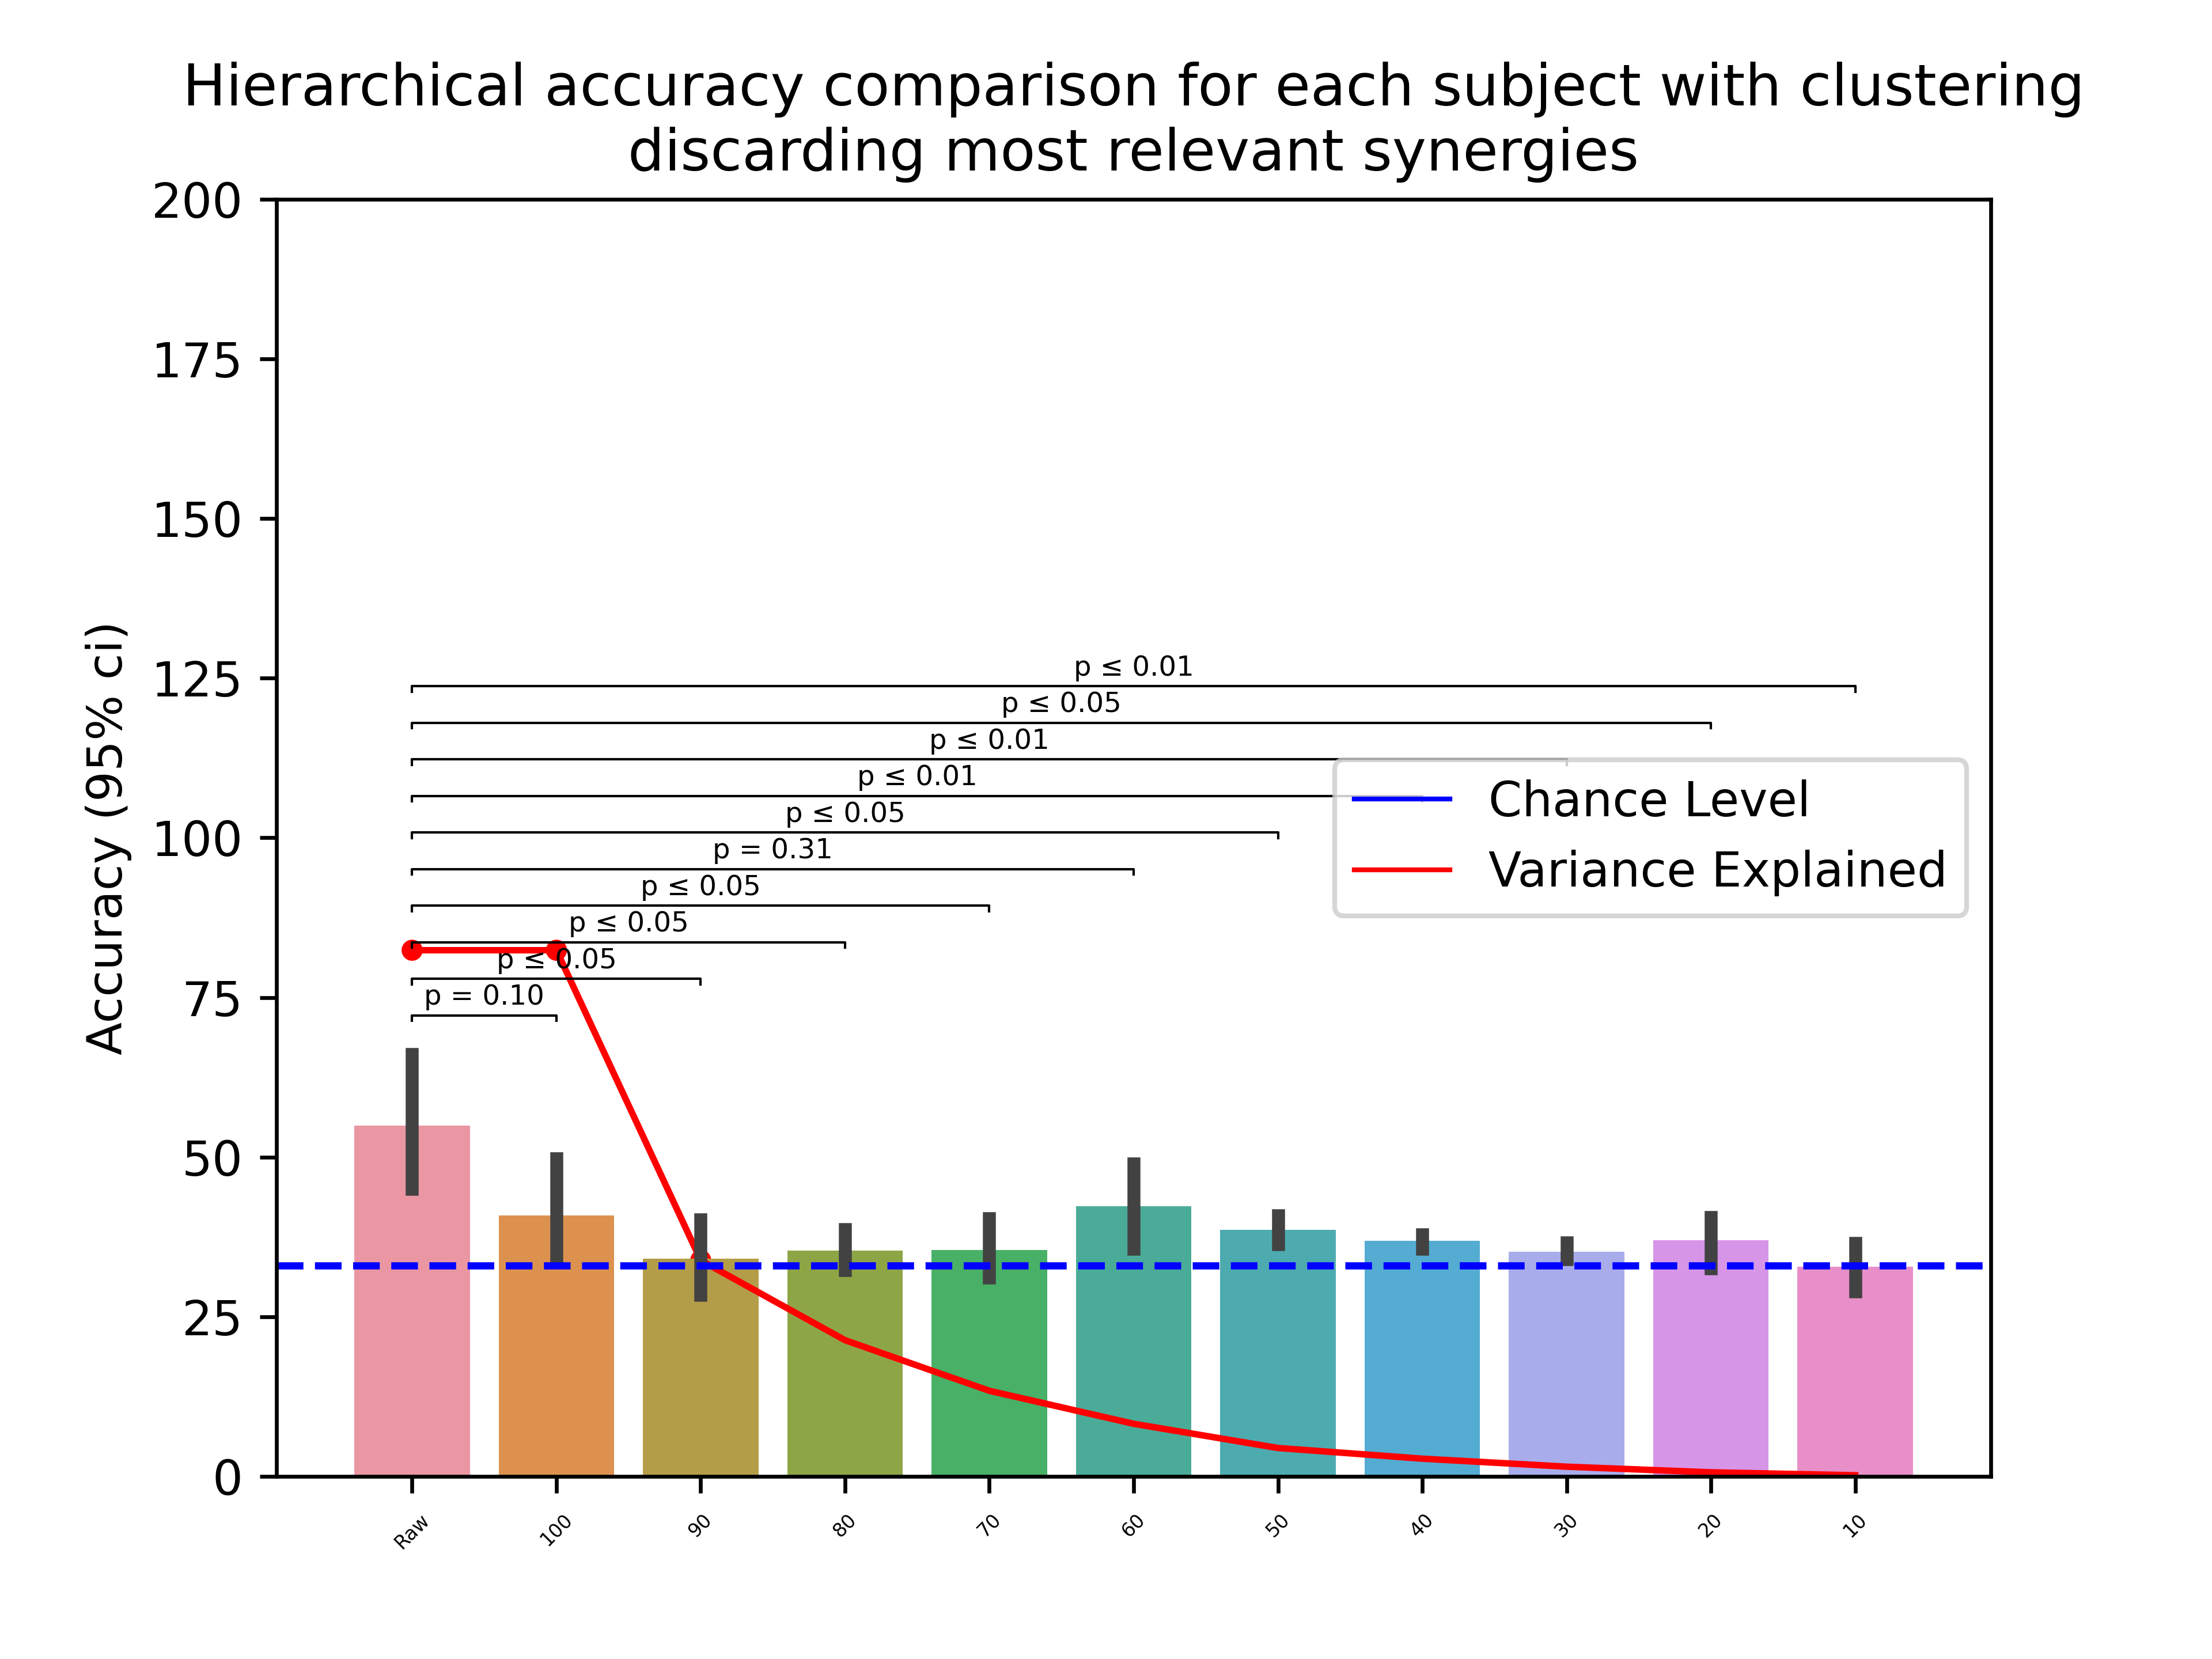 Hierarchical accuracy comparison for each subject with clustering
discarding most relevant synergies
Accuracy (95% ci)
200
175
150
125
100
75
50
25
0
p ≤ 0.01
p ≤ 0.05
p ≤ 0.01
p ≤ 0.01
p ≤ 0.05
p = 0.31
p ≤ 0.05
p ≤ 0.05
p ≤ 0.05
p = 0.10
Chance Level
Variance Explained
Raw
100
90
80
70
60
50
40
30
20
10